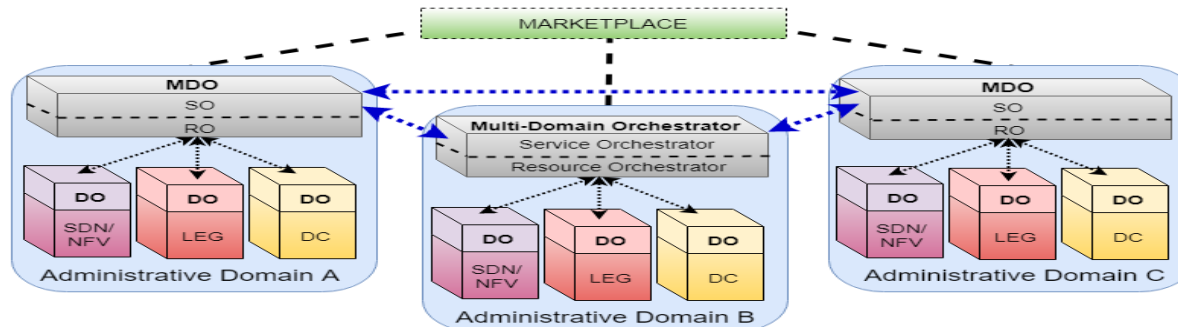 MARKETPLACE
MDO
SO
RO
DO
SDN/
NFV
DO
LEG
DO
DC
Administrative Domain A
Multi-Domain Orchestrator
Service Orchestrator
Resource Orchestrator
DO
SDN/
NFV
DO
LEG
DO
DC
Administrative Domain B
MDO
SO
RO
DO
SDN/
NFV
DO
LEG
DO
DC
Administrative Domain C